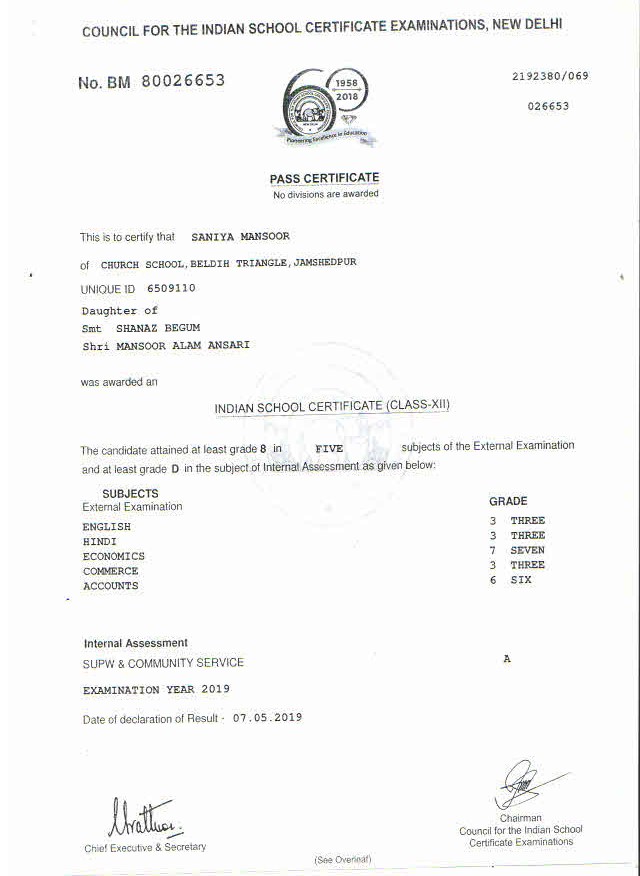 COUNCIL FOR THE INDIAN SCHOOL CERTIFICATE EXAMINATIONS, NEW DELHI
No. BM 80026653
1958
2018
2192380/069
026653
NEW DELHI
Pioneering Excellence in Education
PASS CERTIFICATE
No divisions are awarded
This is to certify that SANIYA MANSOOR
of CHURCH SCHOOL, BELDIH TRIANGLE, JAMSHEDPUR
UNIQUE ID 6509110
Daughter of
Smt SHANAZ BEGUM
Shri MANSOOR ALAM ANSARI
was awarded an
INDIAN SCHOOL CERTIFICATE (CLASS-XII)
The candidate attained at least grade 8 in FIVE subjects of the External Examination
and at least grade D in the subject of Internal Assessment as given below:
SUBJECTS GRADE
External Examination
ENGLISH 3 THREE
HINDI 3 THREE
ECONOMICS 7 SEVEN
COMMERCE 3 THREE
ACCOUNTS 6 SIX
Internal Assessment
SUPW & COMMUNITY SERVICE A
EXAMINATION YEAR 2019
Date of declaration of Result - 07.05.2019
Chief Executive & Secretary
Chairman
Council for the Indian School
Certificate Examinations
(See Overleaf)